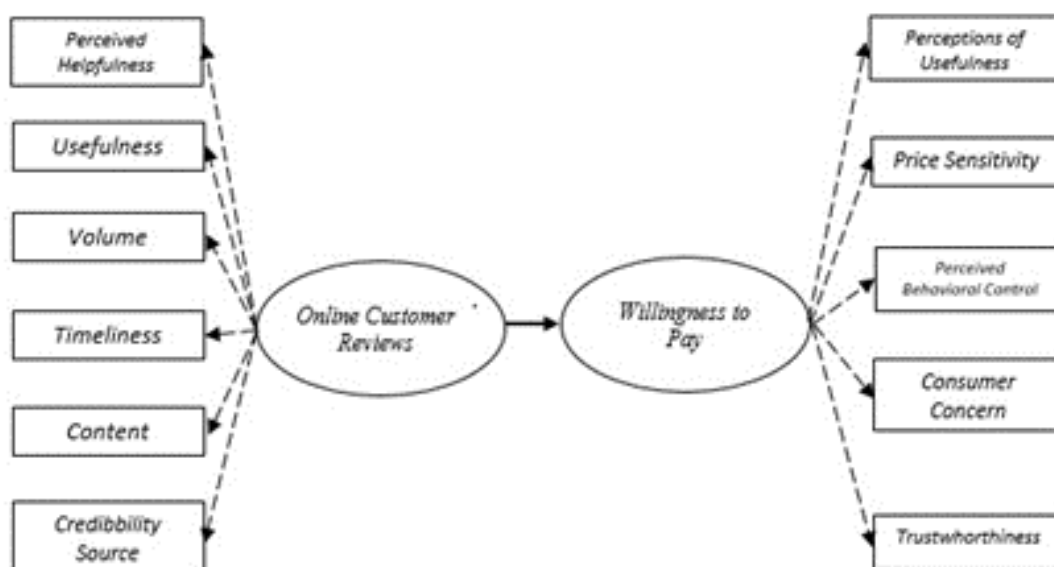 Perceived
Helpfulness
Usefulness
Volume
Timeliness
Content
Credibbility
Source
Online Customer
Reviews
Willingness to
Pay
Perceptions of
Usefulness
Price Sensitivity
Perceived
Behavioral Control
Consumer
Concern
Trustwhorthiness